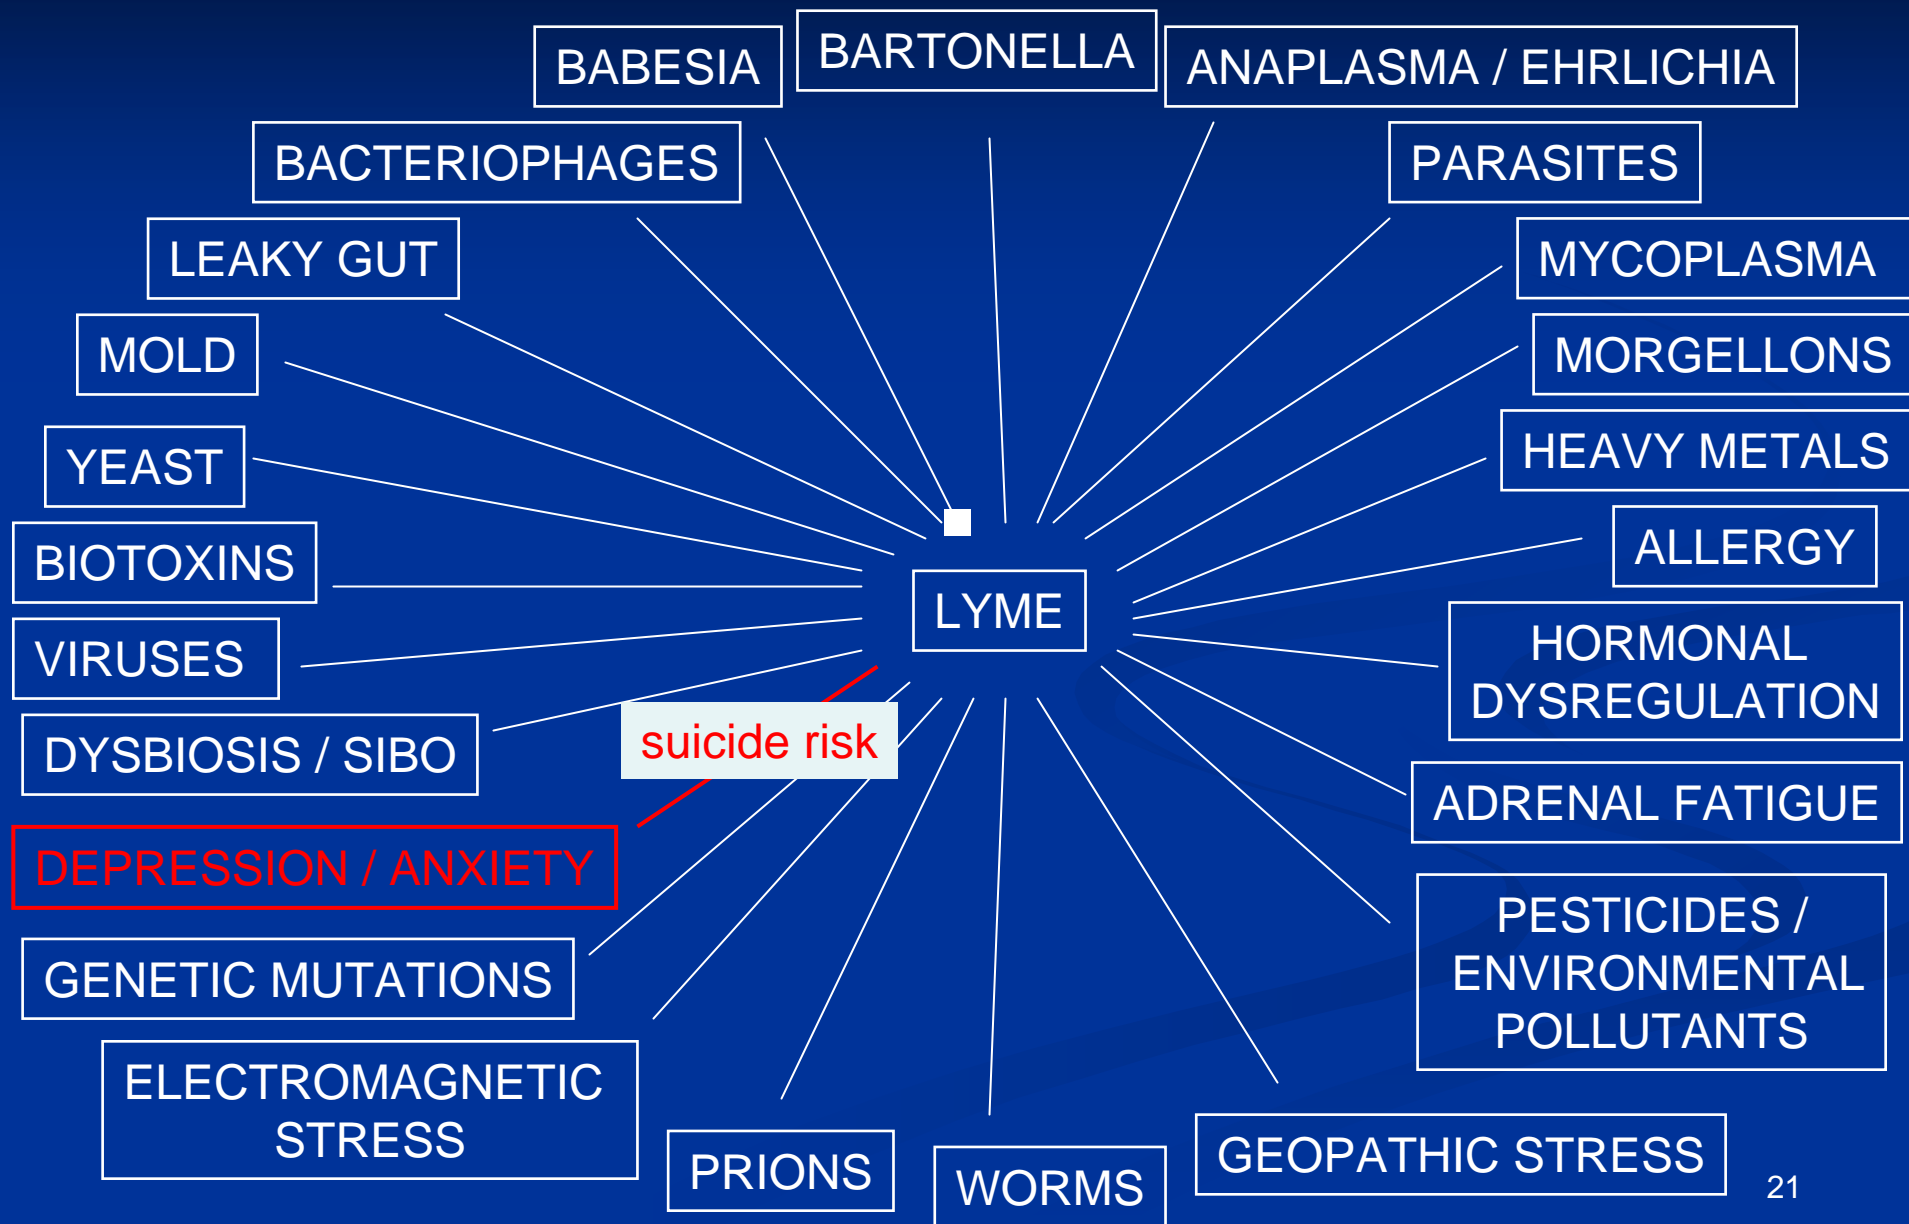 BABESIA
BARTONELLA
ANAPLASMA / EHRLICHIA
BACTERIOPHAGES
PARASITES
LEAKY GUT
MYCOPLASMA
MOLD
MORGELLONS
YEAST
HEAVY METALS
BIOTOXINS
ALLERGY
LYME
VIRUSES
HORMONAL
DYSREGULATION
DYSBIOSIS / SIBO
suicide risk
ADRENAL FATIGUE
DEPRESSION / ANXIETY
PESTICIDES /
ENVIRONMENTAL
POLLUTANTS
GENETIC MUTATIONS
ELECTROMAGNETIC
STRESS
PRIONS
WORMS
GEOPATHIC STRESS
21